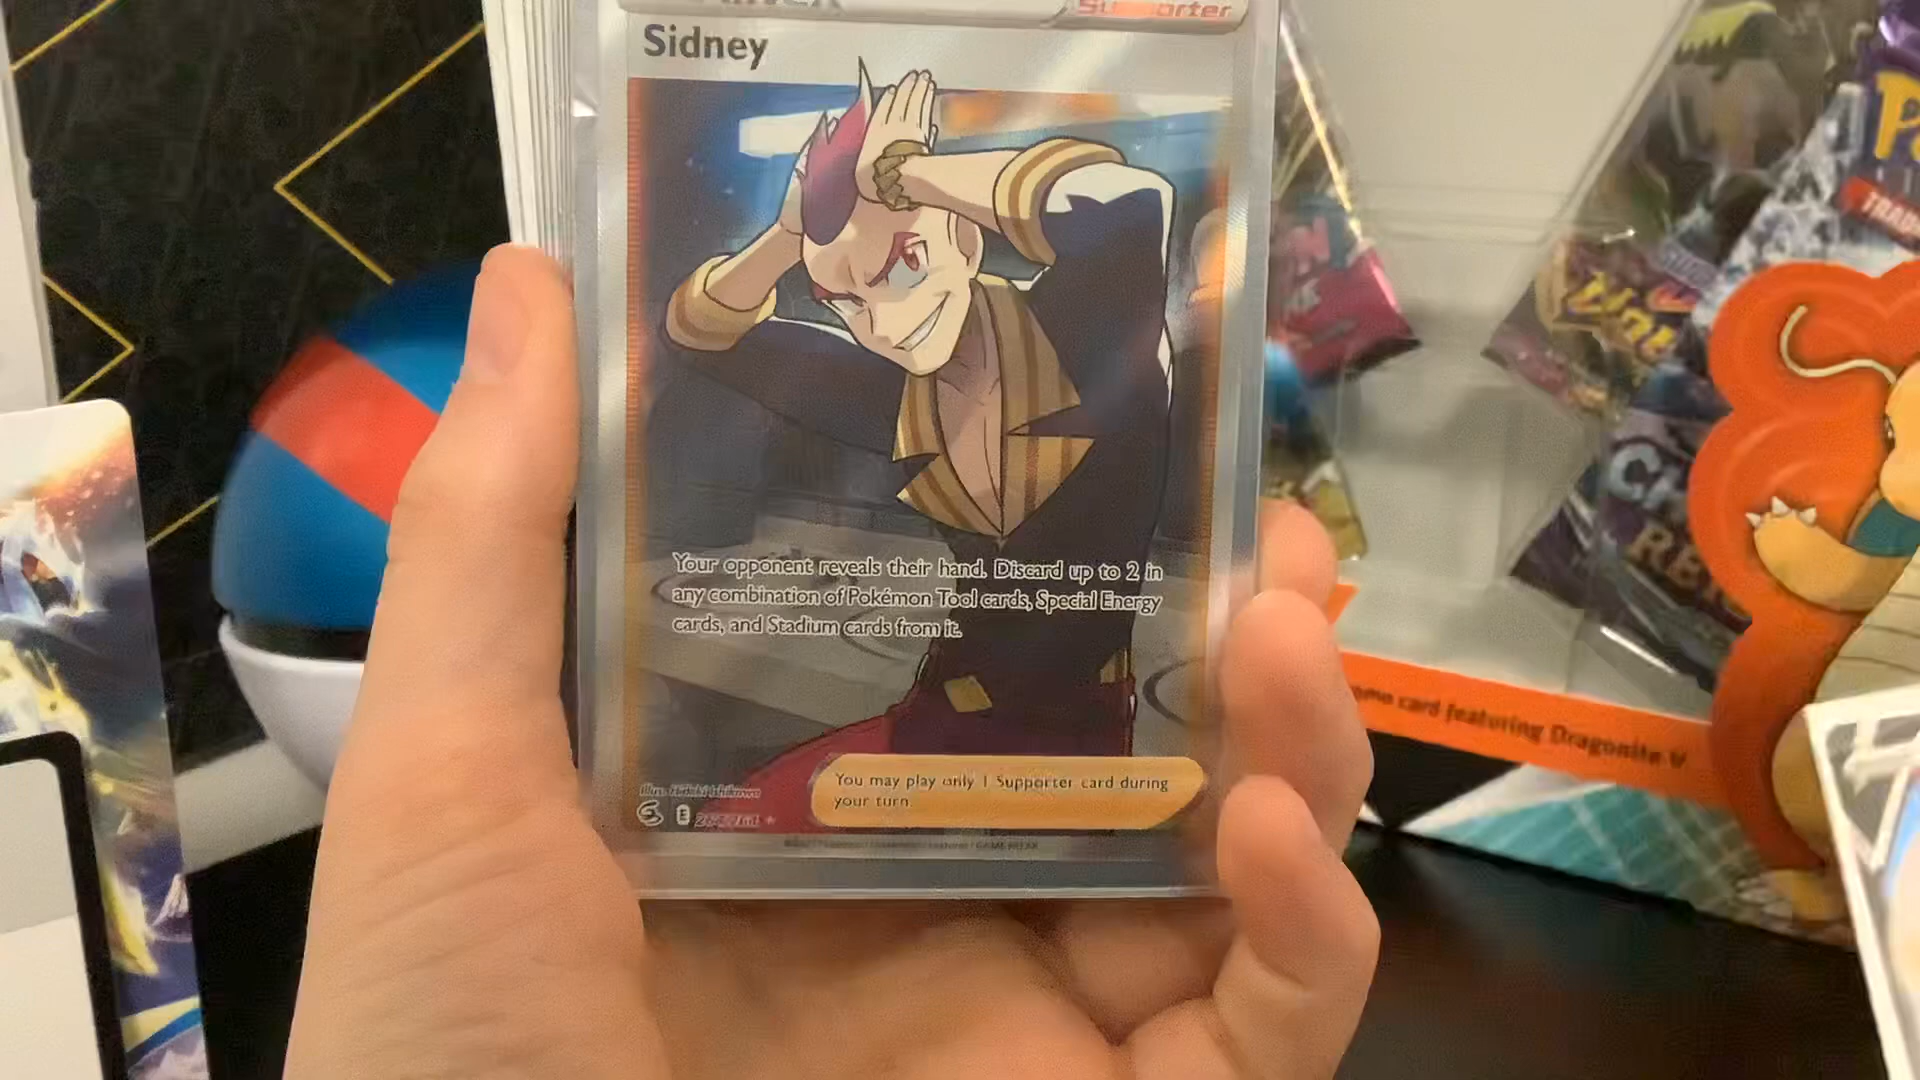 Supporter
Sidney
Your opponent reveals their hand. Discard up to 2 in
any combination of Pokémon Tool cards, Special Energy
cards, and Stadium cards from it.
You may play only 1 Supporter card during
your turn.
Illus.
E
card featuring Dragonite V